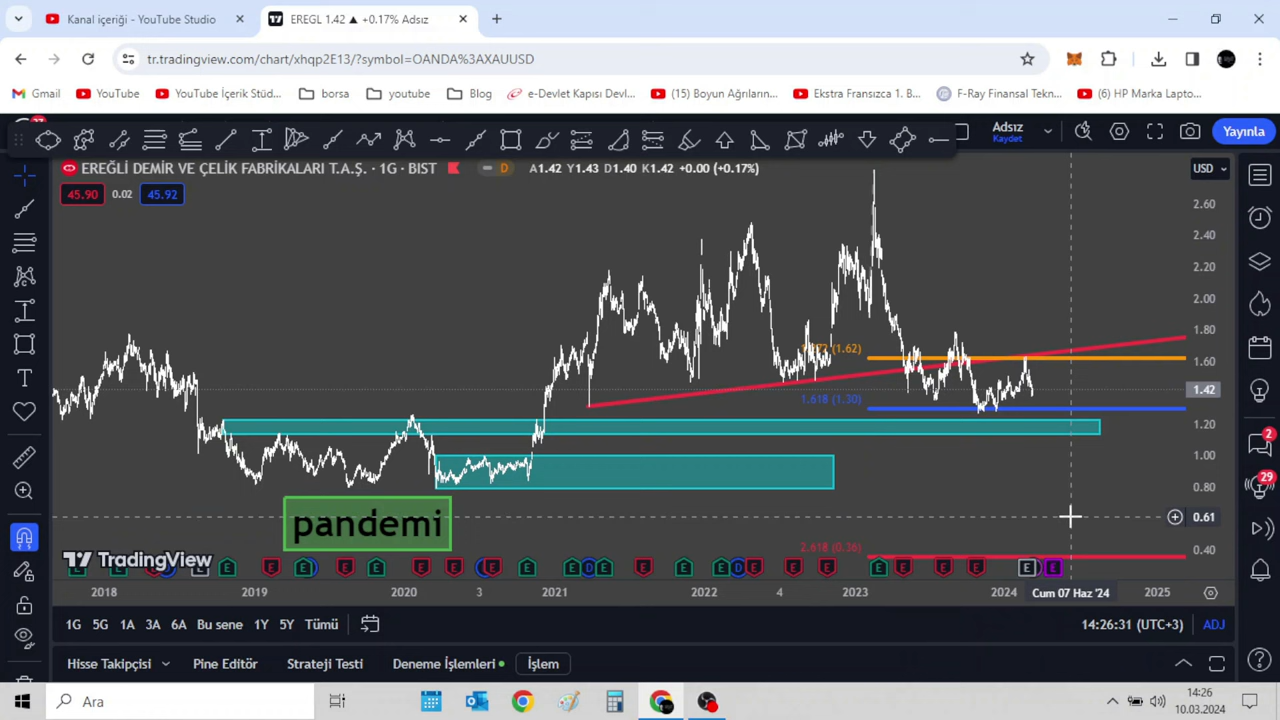 Kanal içeriği - YouTube Studio
EREGL 1.42 ▲ +0.17% Adsız
tr.tradingview.com/chart/xhqp2E13/?symbol=OANDA%3AXAUUSD
Gmail
YouTube
YouTube İçerik Stüd...
borsa
youtube
Blog
e-Devlet Kapısı Devl...
(15) Boyun Ağrıların...
Ekstra Fransızca 1. B...
F-Ray Finansal Tekn...
(6) HP Marka Lapto...
Adsız
Kaydet
Yayınla
EREĞLİ DEMİR VE ÇELİK FABRİKALARI T.A.Ş. · 1G · BIST
D
A1.42 Y1.43 D1.40 K1.42 +0.00 (+0.17%)
USD
45.90
0.02
45.92
2.60
2.40
2.20
2.00
1.80
1.60
1.42
1.20
1.00
0.80
0.61
0.40
(1.62)
1.618 (1.30)
2.618 (0.36)
pandemi
TradingView
2
29
2018
2019
2020
3
2021
2022
4
2023
2024
Cum 07 Haz '24
2025
1G 5G 1A 3A 6A Bu sene 1Y 5Y Tümü
14:26:31 (UTC+3)
ADJ
Hisse Takipçisi
Pine Editör
Strateji Testi
Deneme İşlemleri
İşlem
Ara
14:26
10.03.2024